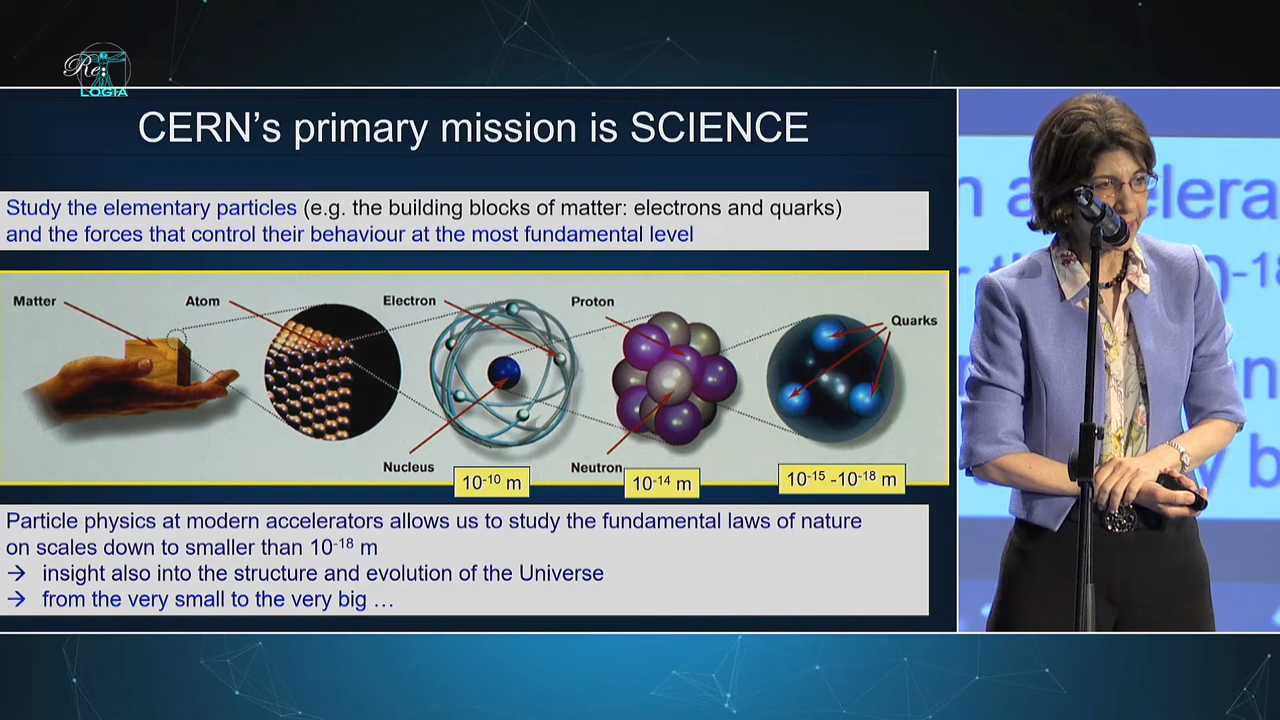 Re:
LOGIA
CERN’s primary mission is SCIENCE
Study the elementary particles (e.g. the building blocks of matter: electrons and quarks)
and the forces that control their behaviour at the most fundamental level
Matter
Atom
Electron
Proton
Quarks
Nucleus
Neutron
10⁻¹⁰ m
10⁻¹⁴ m
10⁻¹⁵ -10⁻¹⁸ m
Particle physics at modern accelerators allows us to study the fundamental laws of nature
on scales down to smaller than 10⁻¹⁸ m
→ insight also into the structure and evolution of the Universe
→ from the very small to the very big …